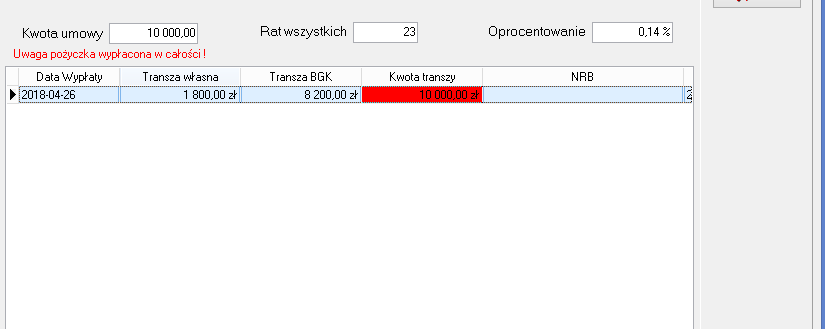 Kwota umowy 10 000,00 Rat wszystkich 23 Oprocentowanie 0,14 %
Uwaga pożyczka wypłacona w całości !
Data Wypłaty Transza własna Transza BGK Kwota transzy NRB
2018-04-26 1 800,00 zł 8 200,00 zł 10 000,00 zł